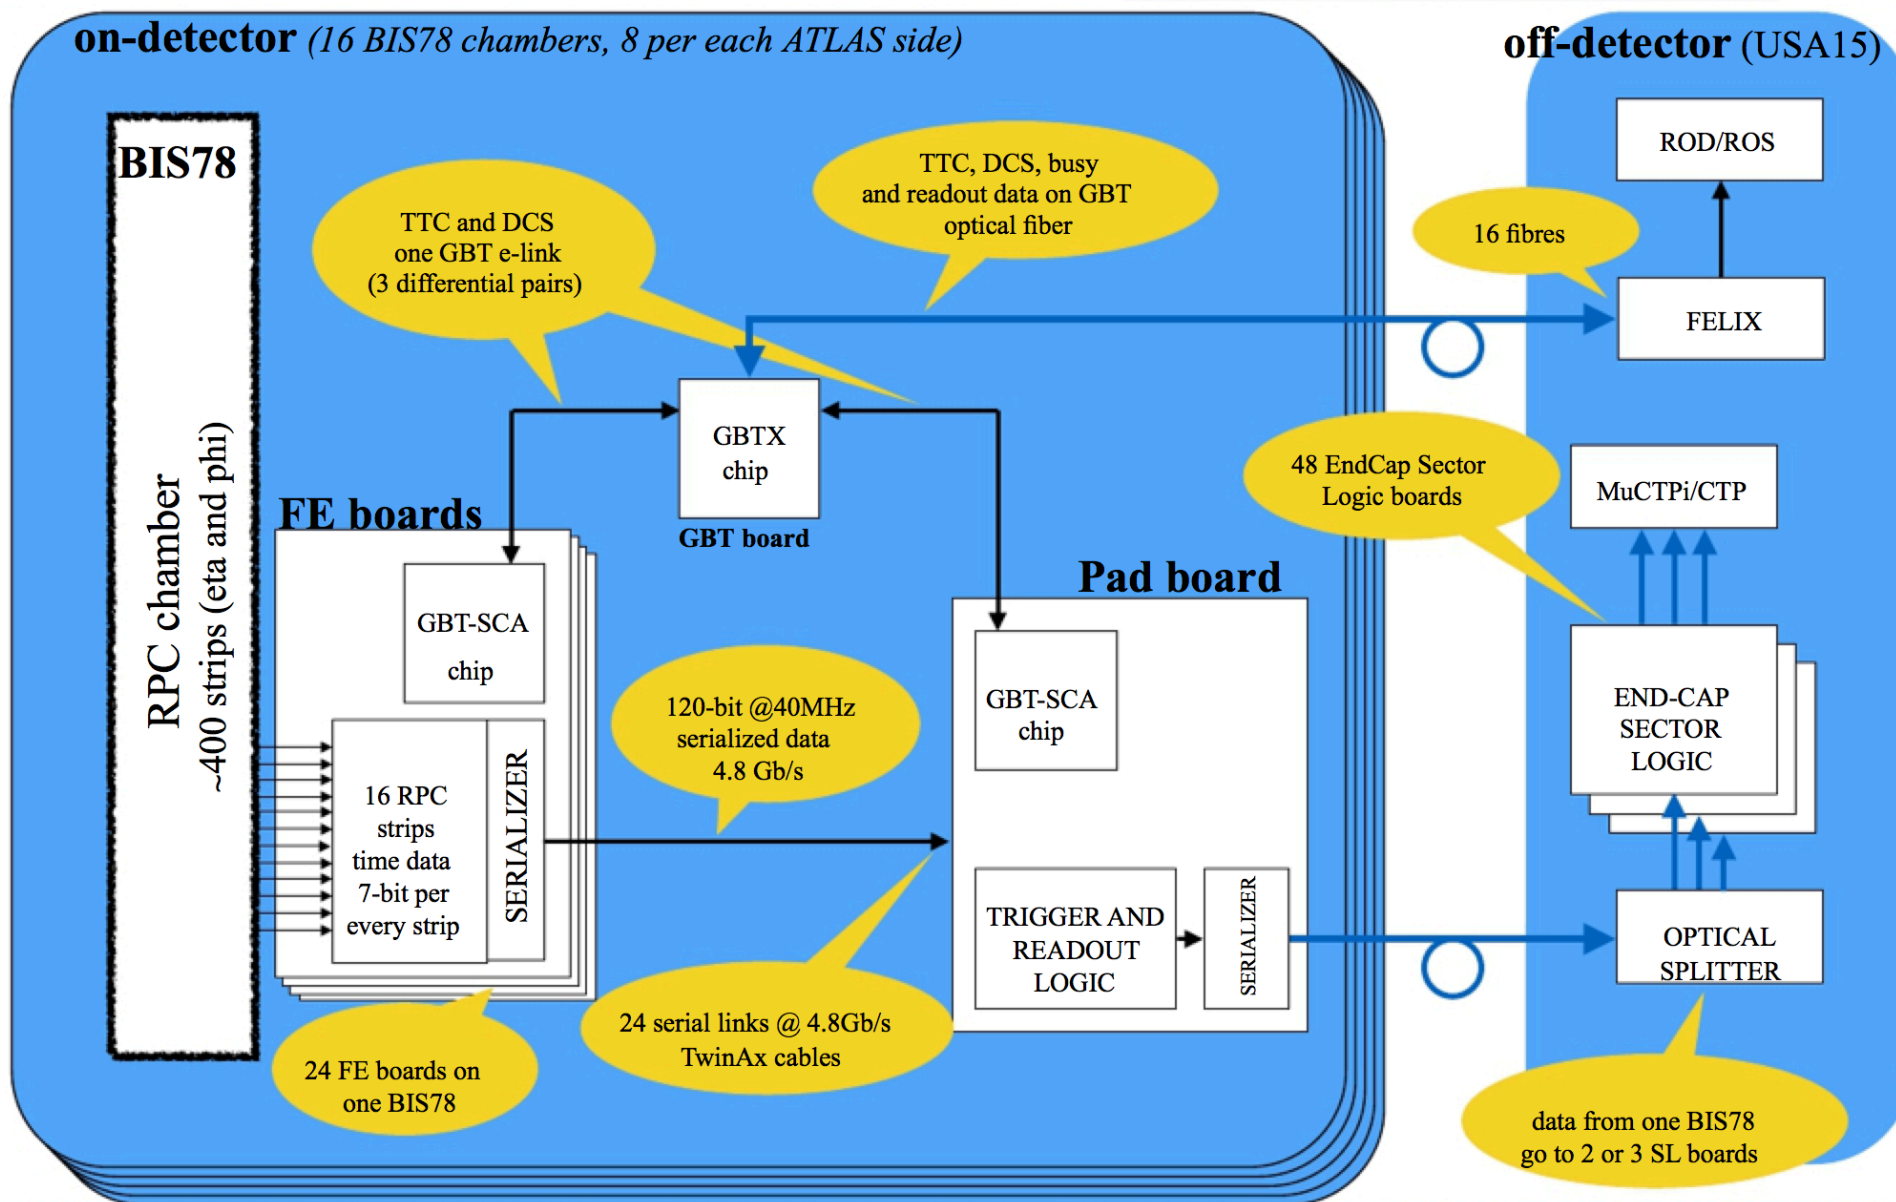 on-detector (16 BIS78 chambers, 8 per each ATLAS side)
off-detector (USA15)
BIS78
RPC chamber
~400 strips (eta and phi)
TTC and DCS
one GBT e-link
(3 differential pairs)
TTC, DCS, busy
and readout data on GBT
optical fiber
16 fibres
ROD/ROS
FELIX
GBTX
chip
GBT board
FE boards
GBT-SCA
chip
16 RPC
strips
time data
7-bit per
every strip
SERIALIZER
24 FE boards on
one BIS78
120-bit @40MHz
serialized data
4.8 Gb/s
24 serial links @ 4.8Gb/s
TwinAx cables
Pad board
GBT-SCA
chip
TRIGGER AND
READOUT
LOGIC
SERIALIZER
48 EndCap Sector
Logic boards
MuCTPi/CTP
END-CAP
SECTOR
LOGIC
OPTICAL
SPLITTER
data from one BIS78
go to 2 or 3 SL boards